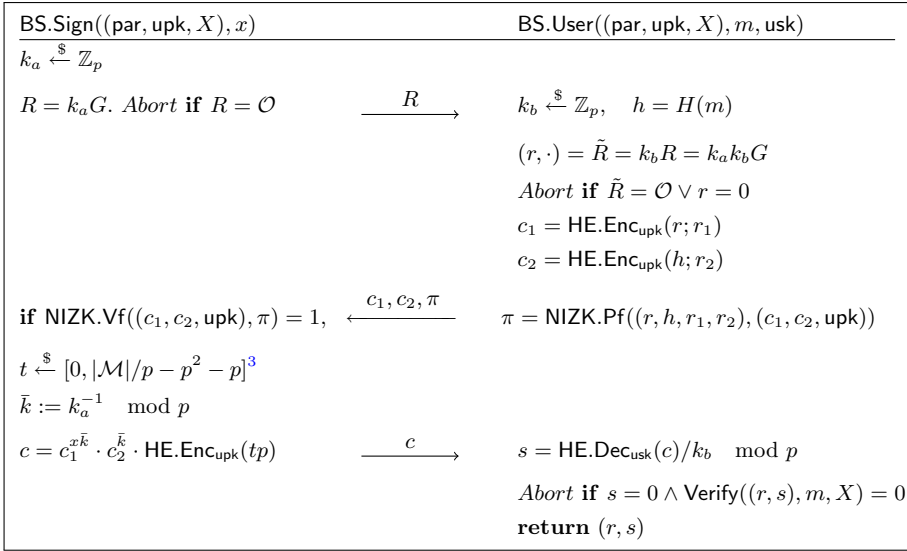 BS.Sign((par, upk, X), x) BS.User((par, upk, X), m, usk)
k_a ←$ ℤ_p
R = k_a G. Abort if R = 𝒪 R k_b ←$ ℤ_p, h = H(m)
(r, ·) = R̃ = k_b R = k_a k_b G
Abort if R̃ = 𝒪 ∨ r = 0
c_1 = HE.Enc_upk(r; r_1)
c_2 = HE.Enc_upk(h; r_2)
if NIZK.Vf((c_1, c_2, upk), π) = 1, c_1, c_2, π π = NIZK.Pf((r, h, r_1, r_2), (c_1, c_2, upk))
t ←$ [0, |ℳ|/p − p^2 − p]^3
k̄ := k_a^{-1} mod p
c = c_1^{xk̄} · c_2^{k̄} · HE.Enc_upk(tp) c s = HE.Dec_usk(c)/k_b mod p
Abort if s = 0 ∧ Verify((r, s), m, X) = 0
return (r, s)